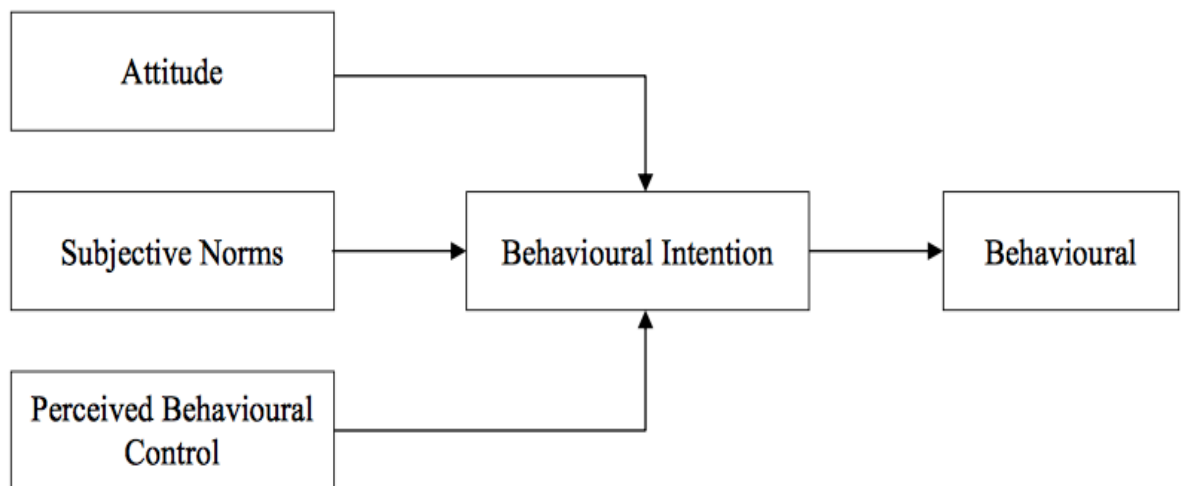 Attitude
Subjective Norms
Behavioural Intention
Behavioural
Perceived Behavioural
Control